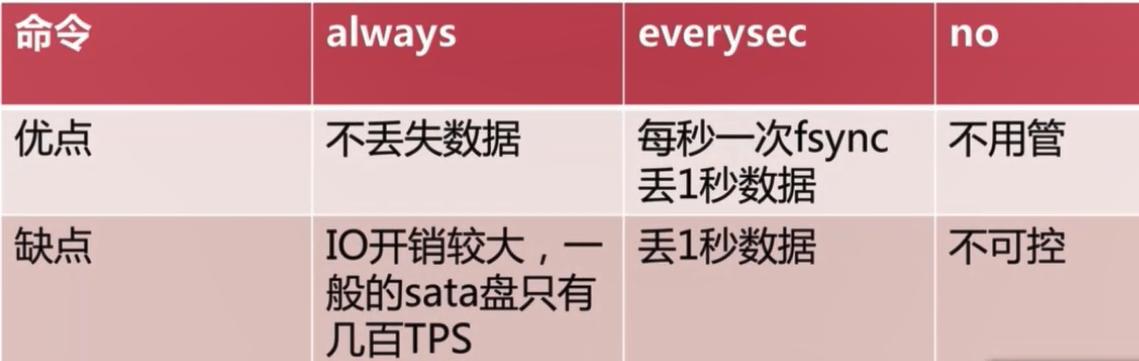 命令 always everysec no
优点 不丢失数据 每秒一次fsync 不用管
丢1秒数据
缺点 IO开销较大，一 丢1秒数据 不可控
般的sata盘只有
几百TPS